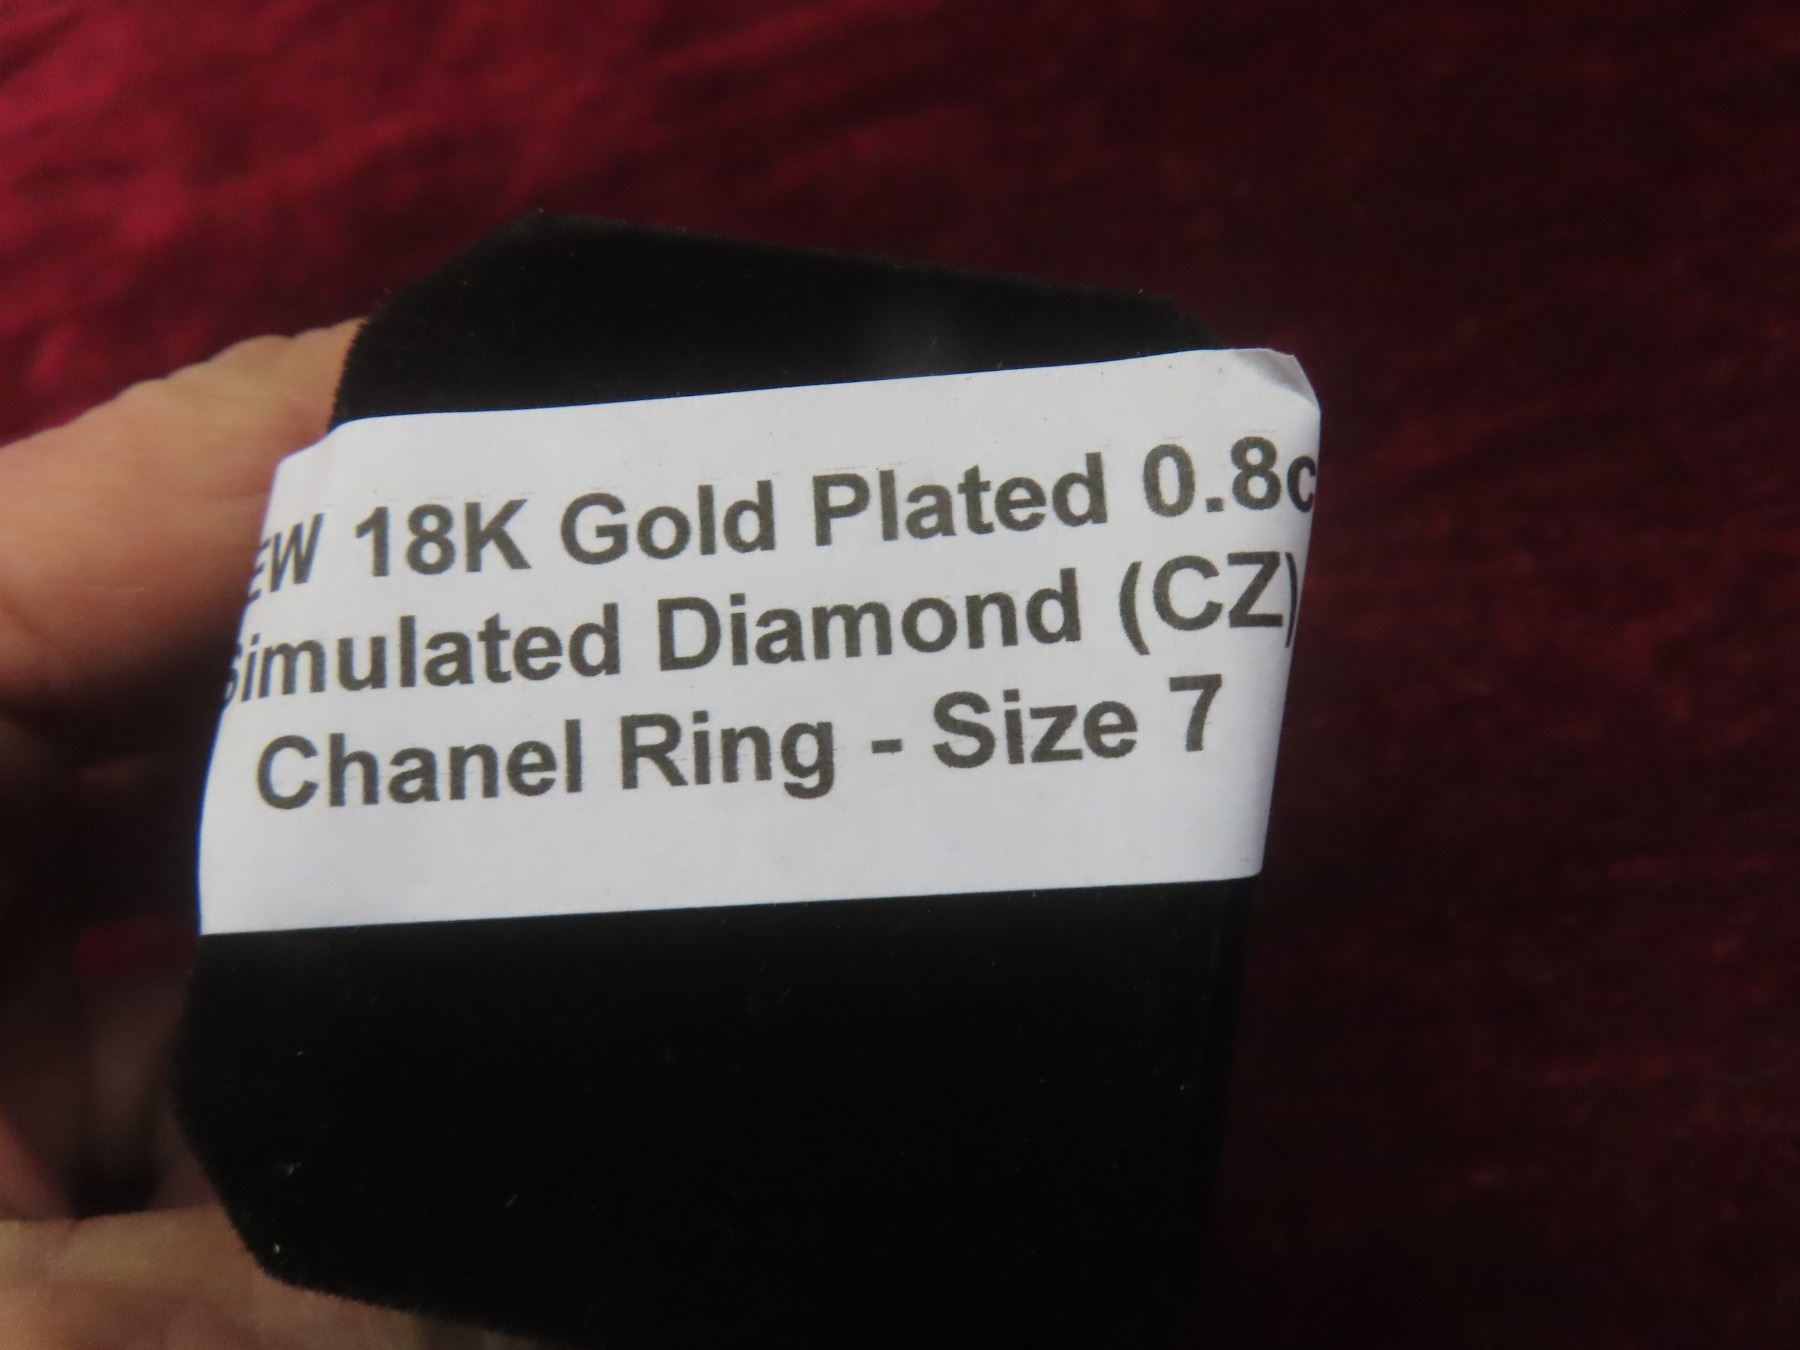 EW 18K Gold Plated 0.8c
Simulated Diamond (CZ)
Chanel Ring - Size 7